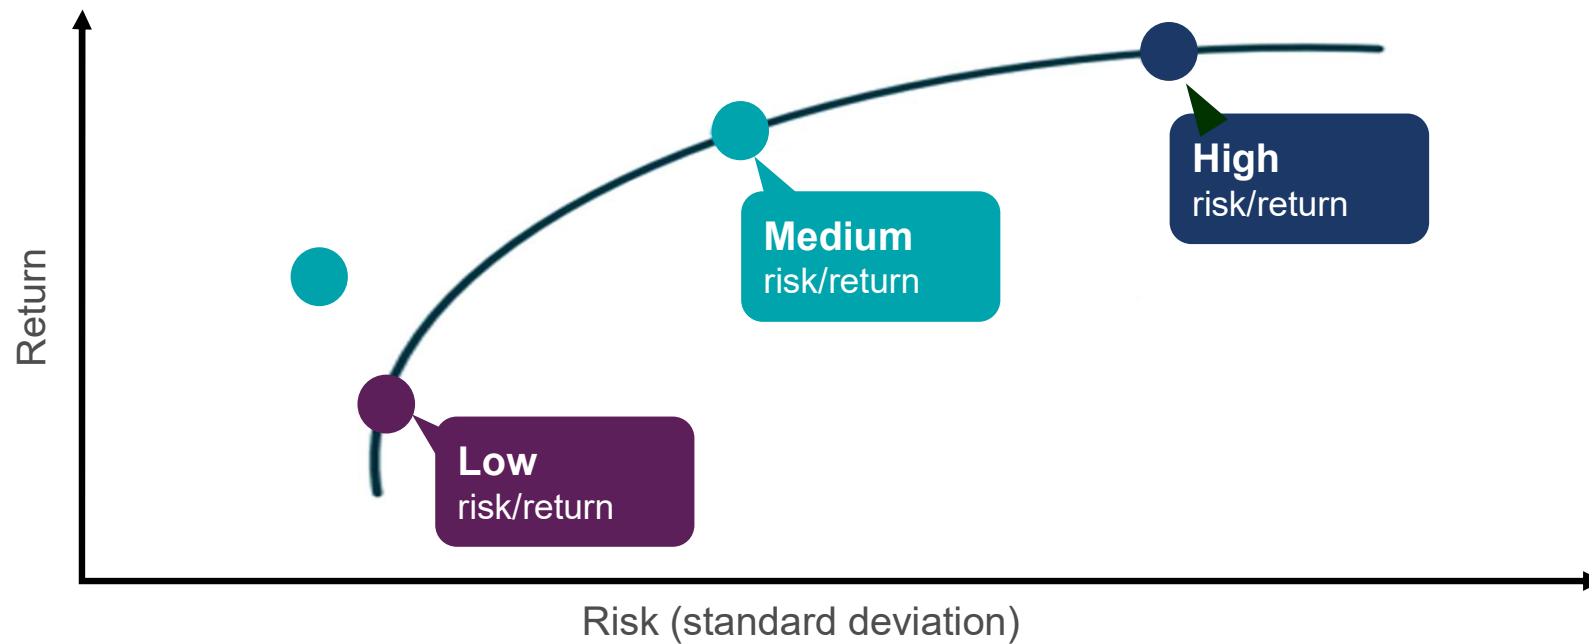 High
risk/return
Medium
risk/return
Return
Low
risk/return
Risk (standard deviation)